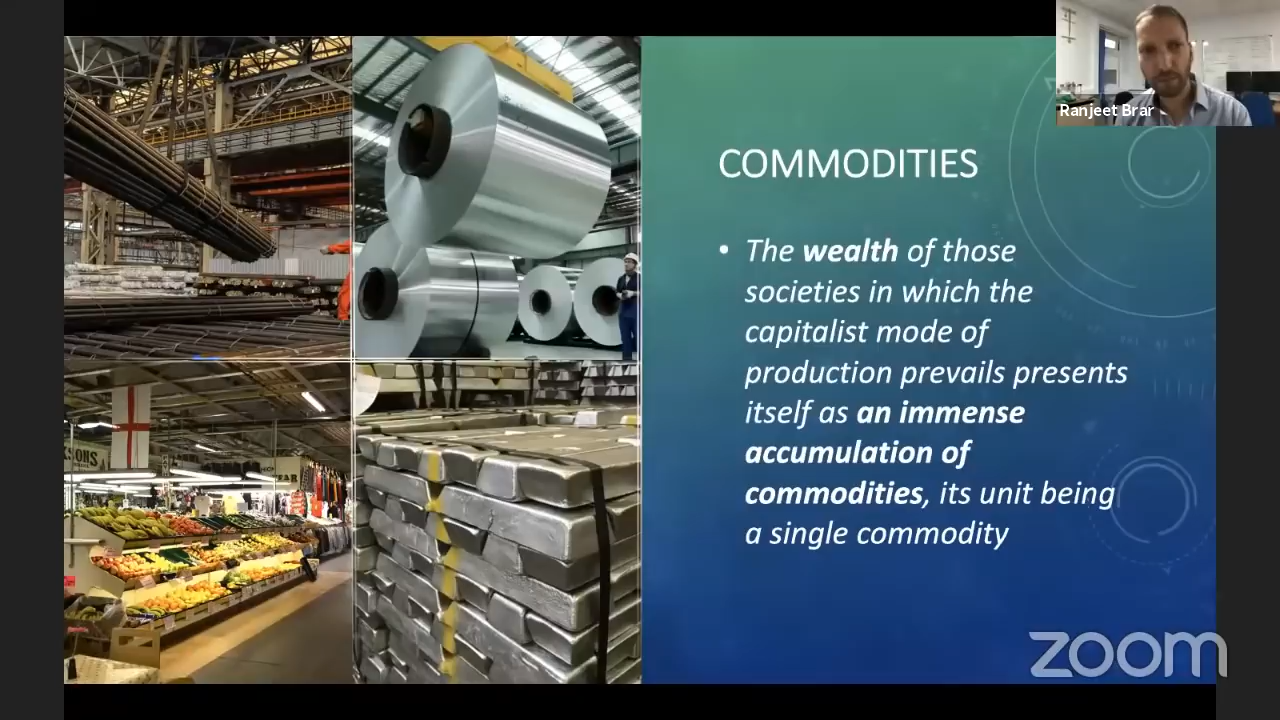 Ranjeet Brar
COMMODITIES
• The wealth of those
societies in which the
capitalist mode of
production prevails presents
itself as an immense
accumulation of
commodities, its unit being
a single commodity
zoom